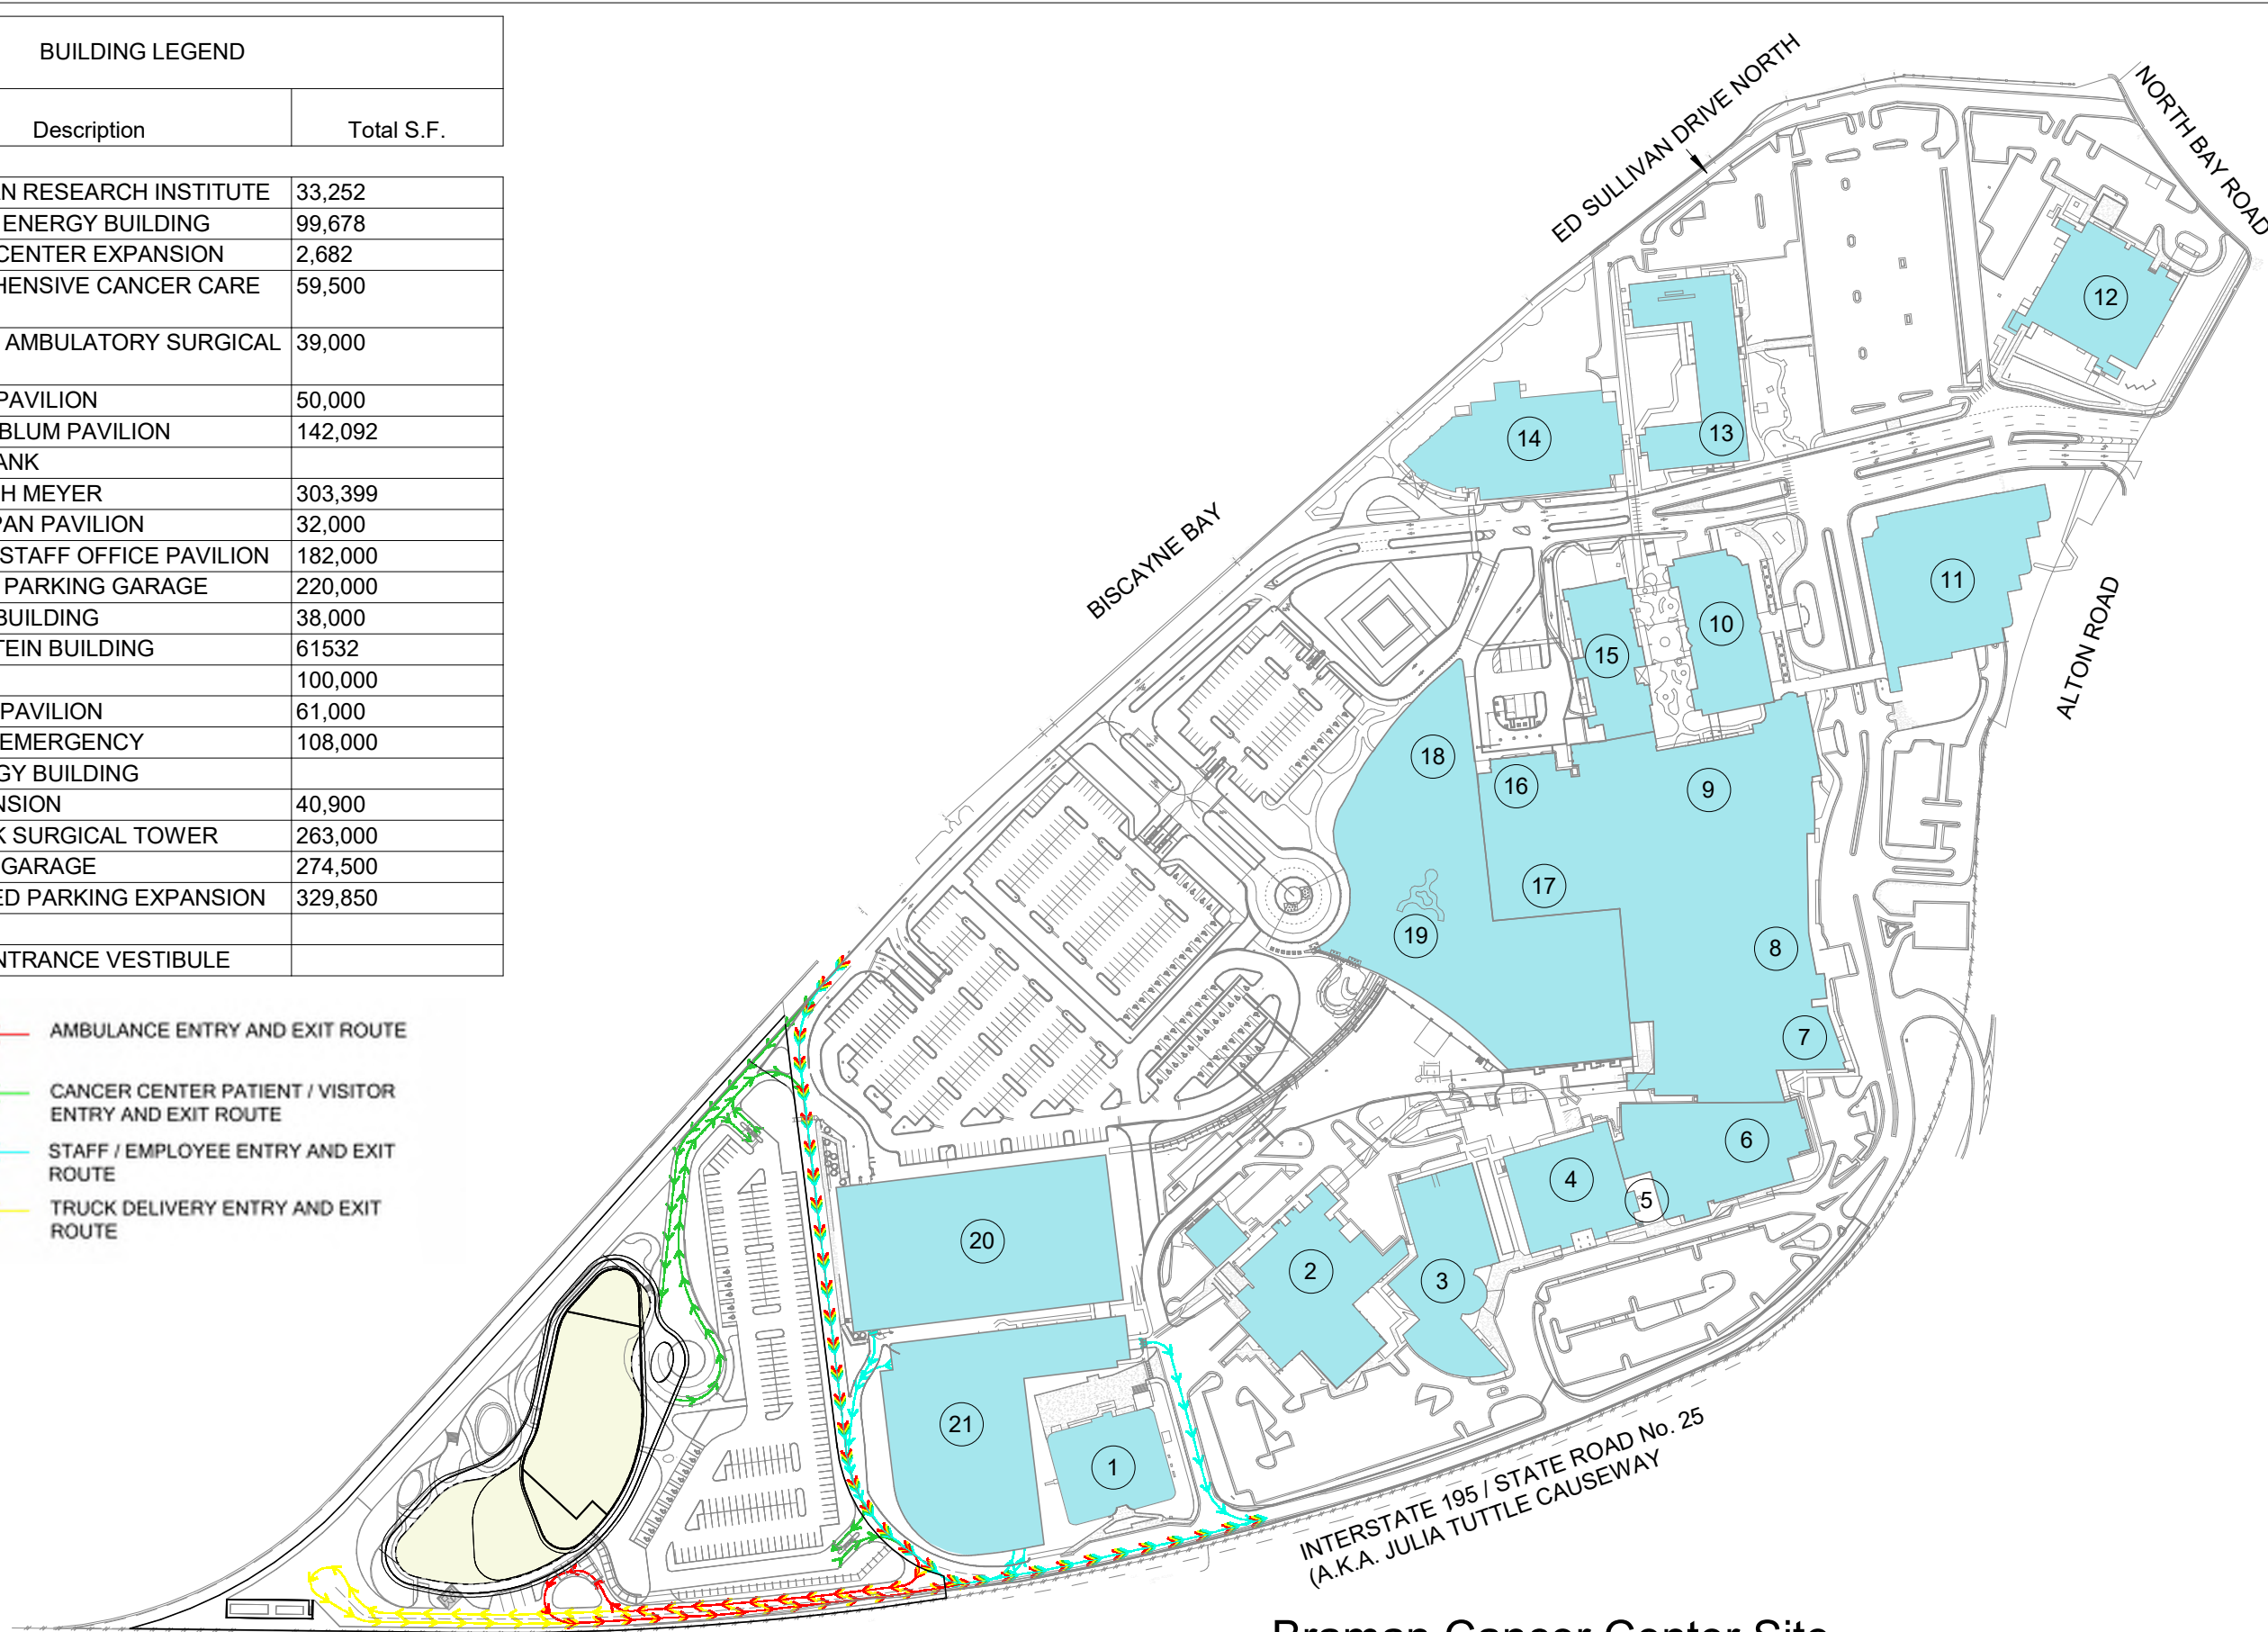 BUILDING LEGEND
Description Total S.F.
N RESEARCH INSTITUTE 33,252
ENERGY BUILDING 99,678
CENTER EXPANSION 2,682
HENSIVE CANCER CARE 59,500
AMBULATORY SURGICAL 39,000
PAVILION 50,000
BLUM PAVILION 142,092
ANK
H MEYER 303,399
PAN PAVILION 32,000
STAFF OFFICE PAVILION 182,000
PARKING GARAGE 220,000
BUILDING 38,000
TEIN BUILDING 61532
100,000
PAVILION 61,000
EMERGENCY 108,000
GY BUILDING
NSION 40,900
K SURGICAL TOWER 263,000
GARAGE 274,500
ED PARKING EXPANSION 329,850
NTRANCE VESTIBULE
AMBULANCE ENTRY AND EXIT ROUTE
CANCER CENTER PATIENT / VISITOR
ENTRY AND EXIT ROUTE
STAFF / EMPLOYEE ENTRY AND EXIT
ROUTE
TRUCK DELIVERY ENTRY AND EXIT
ROUTE
ED SULLIVAN DRIVE NORTH
NORTH BAY ROAD
BISCAYNE BAY
ALTON ROAD
12
13
14
11
10
15
18
16
9
17
19
8
7
6
4
5
20
2
3
21
1
INTERSTATE 195 / STATE ROAD No. 25
(A.K.A. JULIA TUTTLE CAUSEWAY
Braman Cancer Center Site